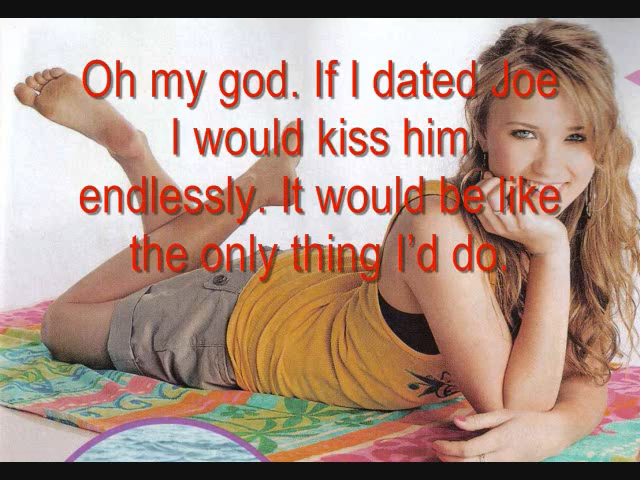 Oh my god. If I dated Joe
I would kiss him
endlessly. It would be like
the only thing I'd do.